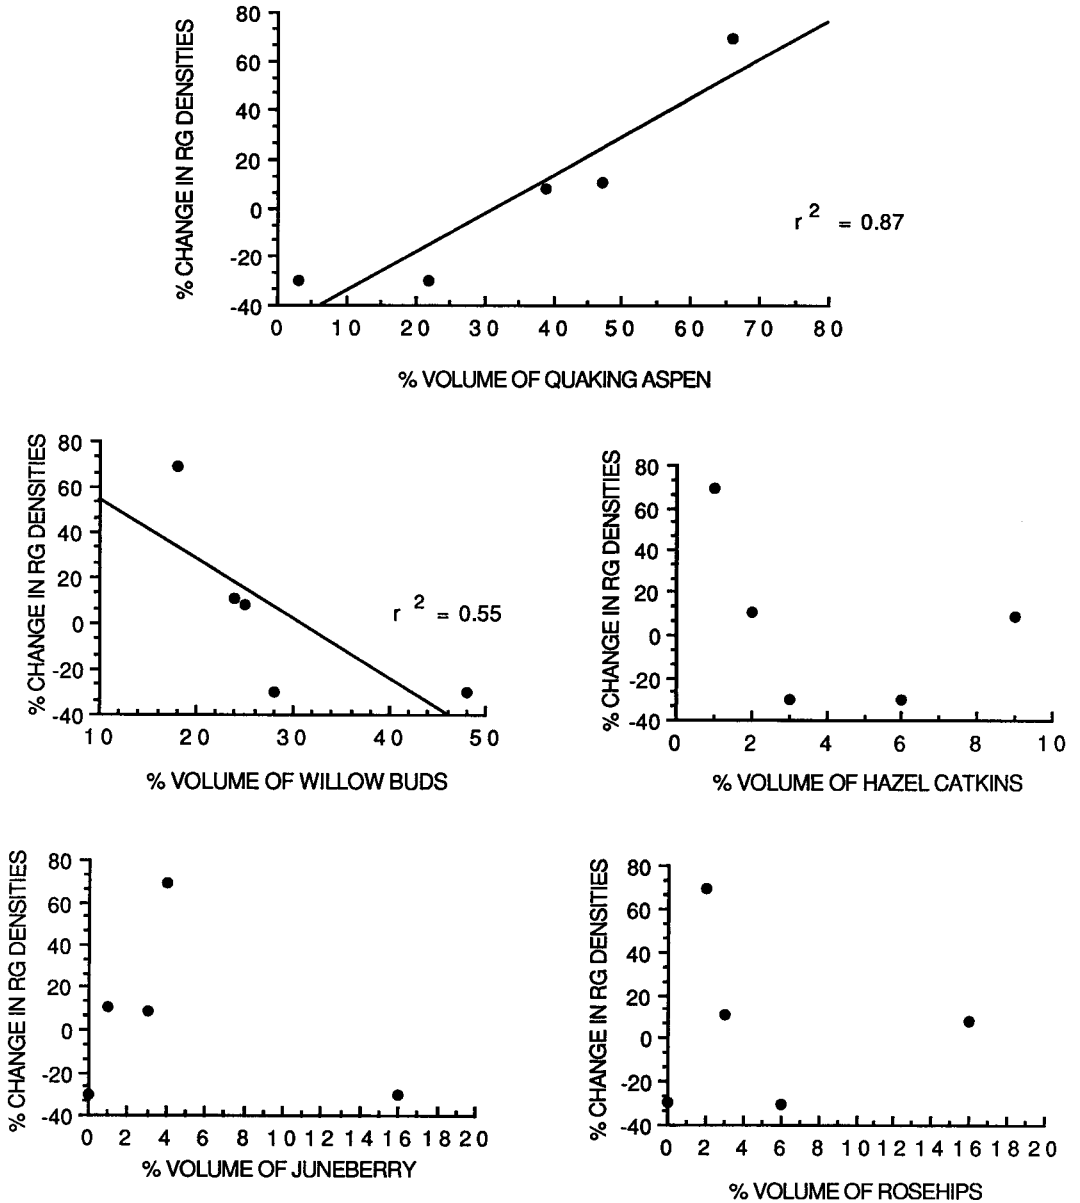 80
60
40
20
0
-20
-40
% CHANGE IN RG DENSITIES
r 2 = 0.87
0 10 20 30 40 50 60 70 80
% VOLUME OF QUAKING ASPEN
80
60
40
20
0
-20
-40
% CHANGE IN RG DENSITIES
r 2 = 0.55
10 20 30 40 50
% VOLUME OF WILLOW BUDS
80
60
40
20
0
-20
-40
% CHANGE IN RG DENSITIES
0 2 4 6 8 10
% VOLUME OF HAZEL CATKINS
80
60
40
20
0
-20
-40
% CHANGE IN RG DENSITIES
0 2 4 6 8 10 12 14 16 18 20
% VOLUME OF JUNEBERRY
80
60
40
20
0
-20
-40
% CHANGE IN RG DENSITIES
0 2 4 6 8 10 12 14 16 18 20
% VOLUME OF ROSEHIPS